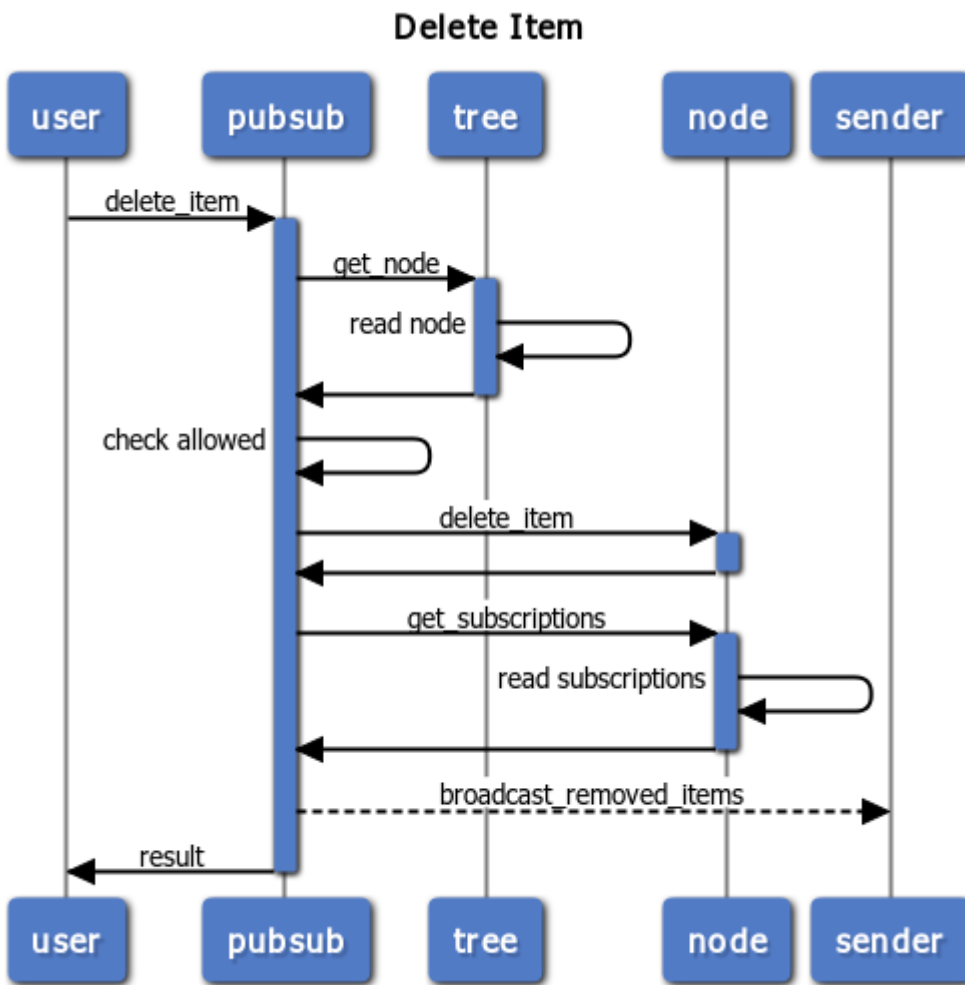 Delete Item
user pubsub tree node sender
delete_item
get_node
read node
check allowed
delete_item
get_subscriptions
read subscriptions
broadcast_removed_items
result
user pubsub tree node sender